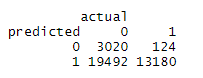 actual
predicted 0 1
0 3020 124
1 19492 13180